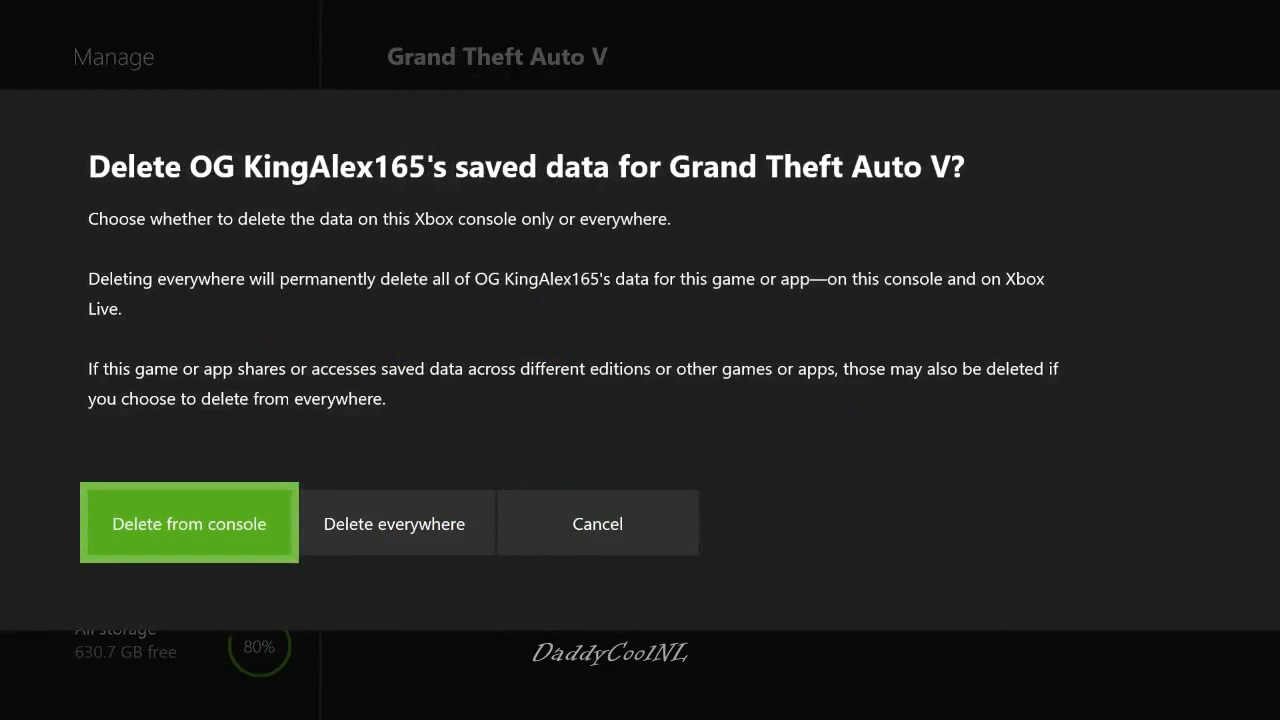 Manage
Grand Theft Auto V
Delete OG KingAlex165's saved data for Grand Theft Auto V?
Choose whether to delete the data on this Xbox console only or everywhere.
Deleting everywhere will permanently delete all of OG KingAlex165's data for this game or app—on this console and on Xbox
Live.
If this game or app shares or accesses saved data across different editions or other games or apps, those may also be deleted if
you choose to delete from everywhere.
Delete from console
Delete everywhere
Cancel
All storage
630.7 GB free
80%
DaddyCoolNL